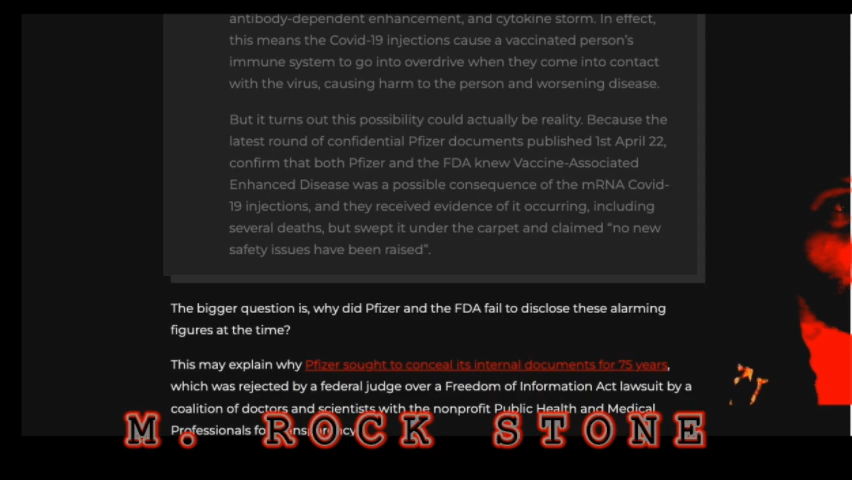 antibody-dependent enhancement, and cytokine storm. In effect,
this means the Covid-19 injections cause a vaccinated person's
immune system to go into overdrive when they come into contact
with the virus, causing harm to the person and worsening disease.
But it turns out this possibility could actually be reality. Because the
latest round of confidential Pfizer documents published 1st April 22,
confirm that both Pfizer and the FDA knew Vaccine-Associated
Enhanced Disease was a possible consequence of the mRNA Covid-
19 injections, and they received evidence of it occurring, including
several deaths, but swept it under the carpet and claimed "no new
safety issues have been raised".
The bigger question is, why did Pfizer and the FDA fail to disclose these alarming
figures at the time?
This may explain why Pfizer sought to conceal its internal documents for 75 years,
which was rejected by a federal judge over a Freedom of Information Act lawsuit by a
coalition of doctors and scientists with the nonprofit Public Health and Medical
Professionals for
M. ROCK STONE